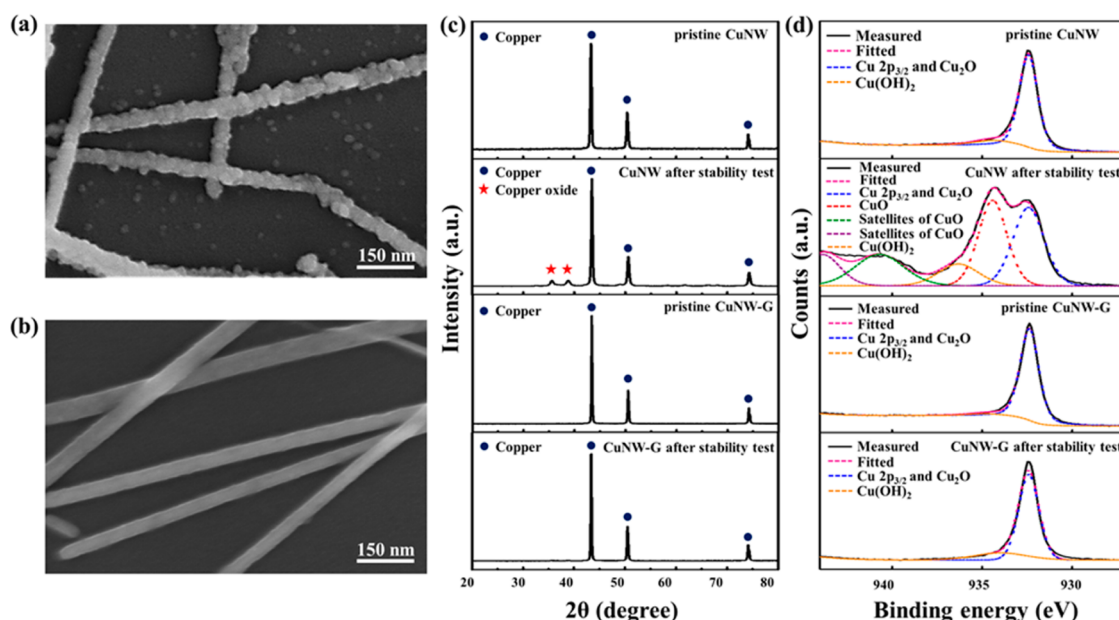 (a)
150 nm
(b)
150 nm
(c)
Intensity (a.u.)
● Copper
pristine CuNW
● Copper
CuNW after stability test
★ Copper oxide
● Copper
pristine CuNW-G
● Copper
CuNW-G after stability test
20 30 40 50 60 70 80
2θ (degree)
(d)
Counts (a.u.)
Measured
pristine CuNW
Fitted
Cu 2p3/2 and Cu2O
Cu(OH)2
Measured
CuNW after stability test
Fitted
Cu 2p3/2 and Cu2O
CuO
Satellites of CuO
Satellites of CuO
Cu(OH)2
Measured
pristine CuNW-G
Fitted
Cu 2p3/2 and Cu2O
Cu(OH)2
Measured
CuNW-G after stability test
Fitted
Cu 2p3/2 and Cu2O
Cu(OH)2
940 935 930
Binding energy (eV)